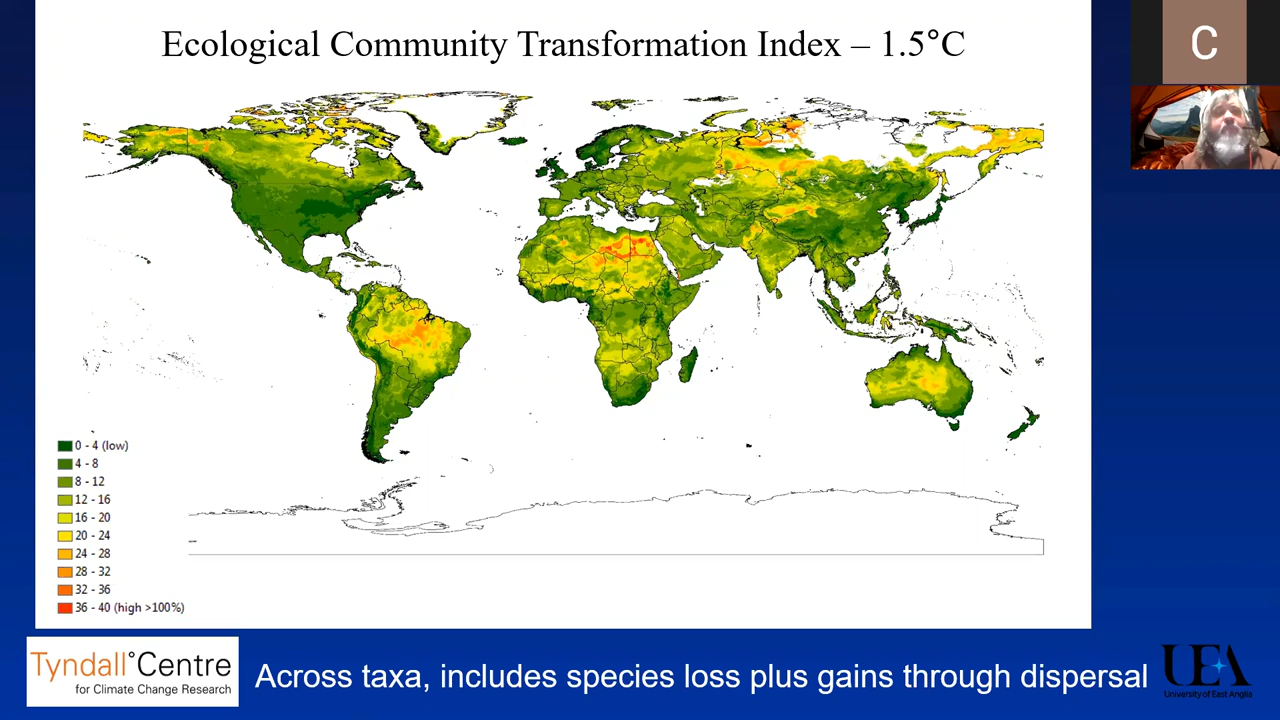 Ecological Community Transformation Index – 1.5°C
C
0 - 4 (low)
4 - 8
8 - 12
12 - 16
16 - 20
20 - 24
24 - 28
28 - 32
32 - 36
36 - 40 (high >100%)
Tyndall°Centre
for Climate Change Research
Across taxa, includes species loss plus gains through dispersal
UEA
University of East Anglia